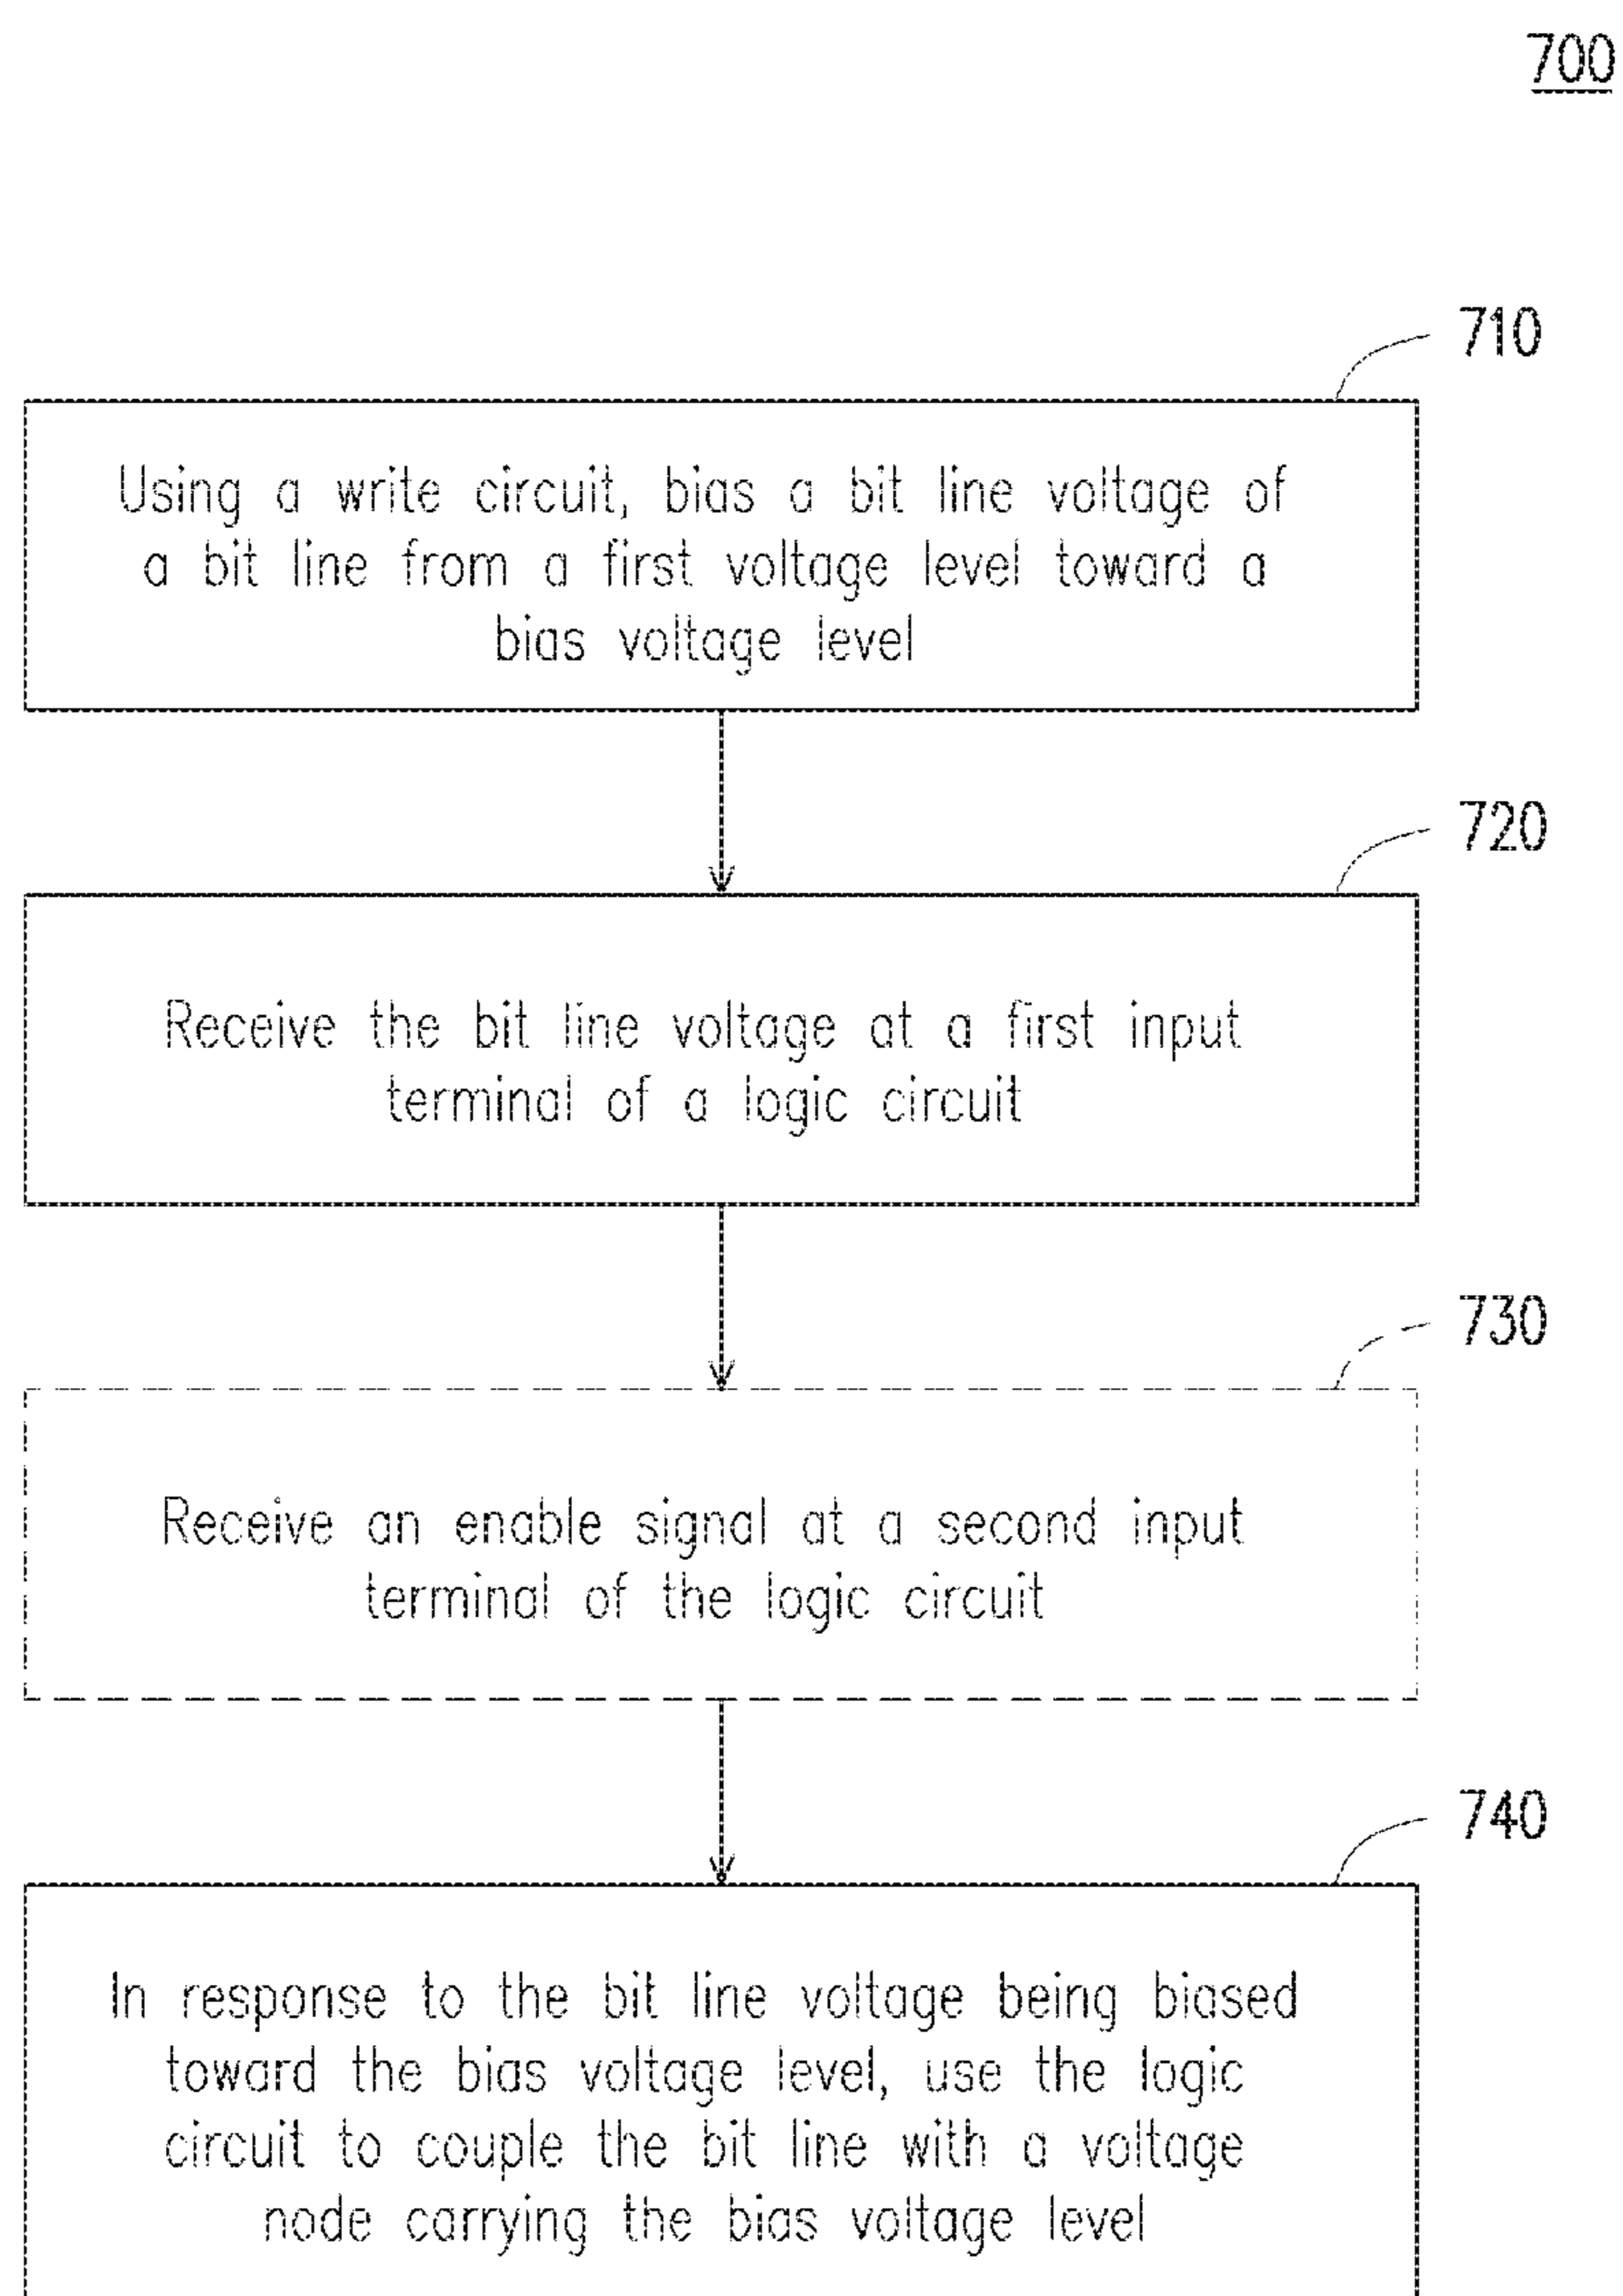 700
710
Using a write circuit, bias a bit line voltage of
a bit line from a first voltage level toward a
bias voltage level
720
Receive the bit line voltage at a first input
terminal of a logic circuit
730
Receive an enable signal at a second input
terminal of the logic circuit
740
In response to the bit line voltage being biased
toward the bias voltage level, use the logic
circuit to couple the bit line with a voltage
node carrying the bias voltage level